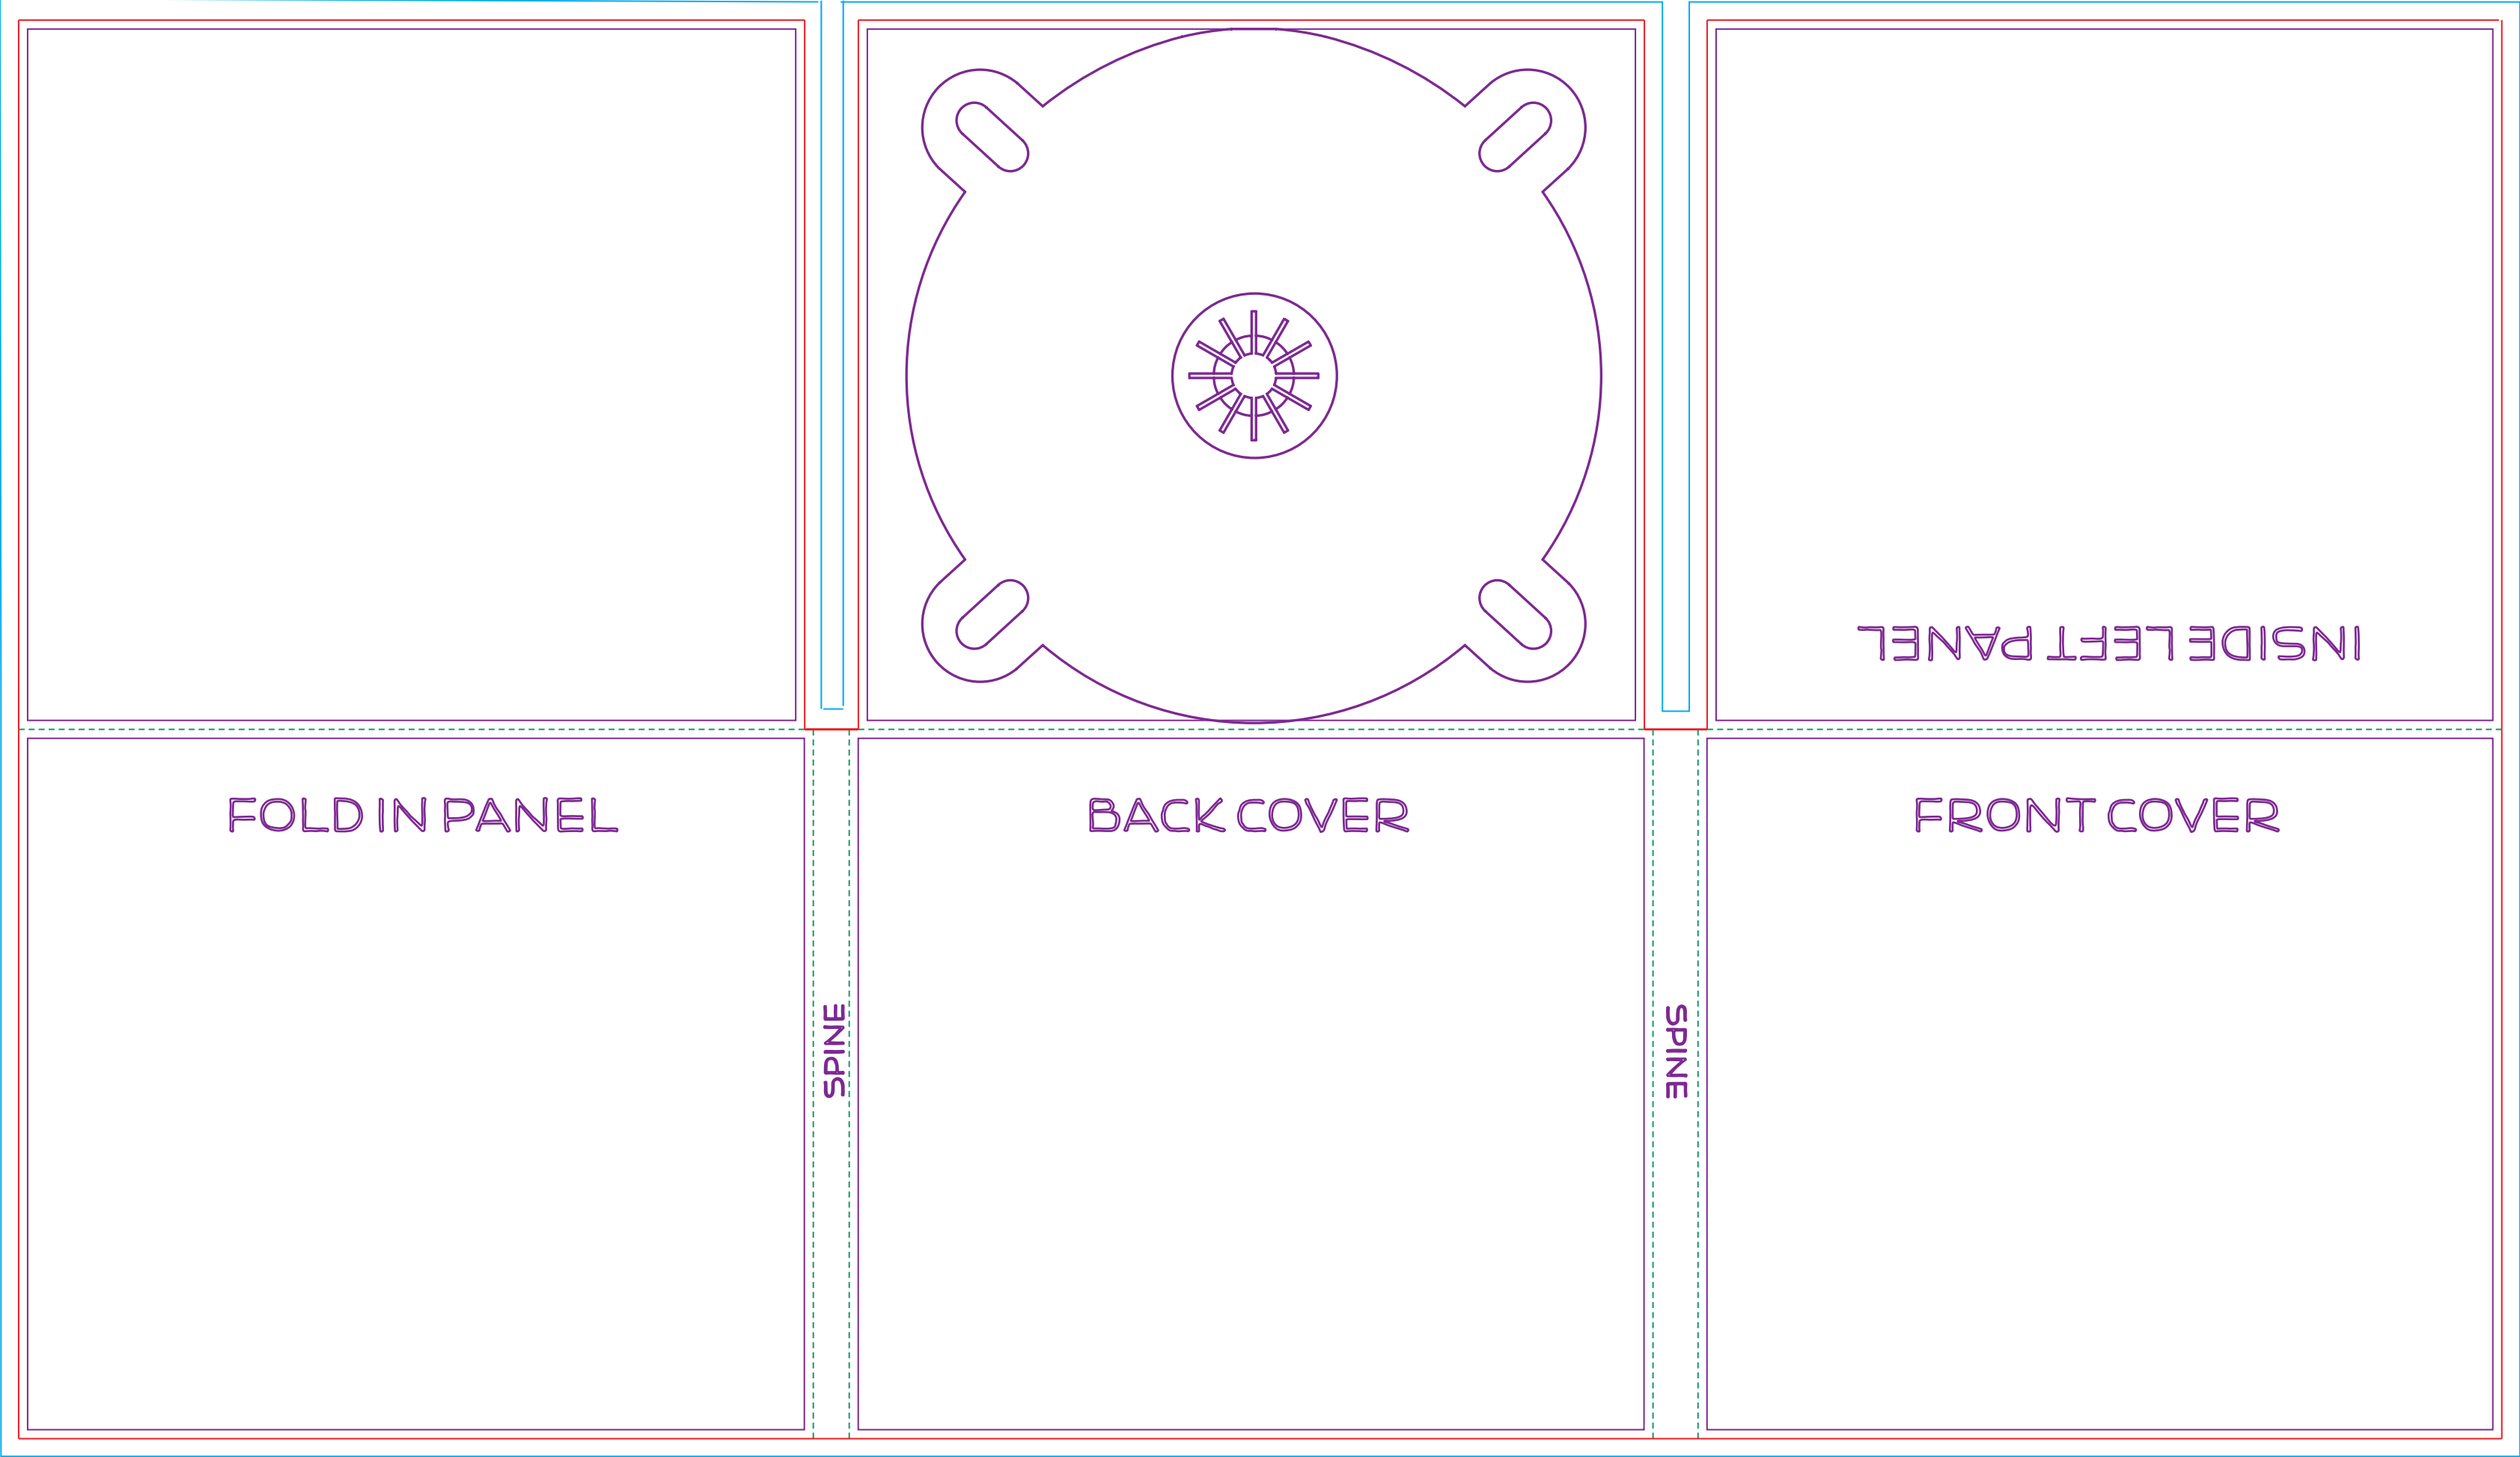 INSIDE LEFT PANEL
FOLD IN PANEL
BACK COVER
FRONT COVER
SPINE
SPINE